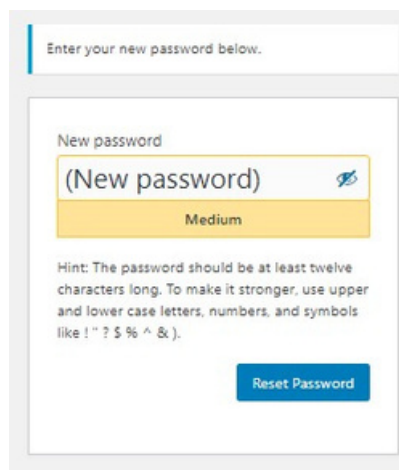 Enter your new password below.
New password
(New password)
Medium
Hint: The password should be at least twelve
characters long. To make it stronger, use upper
and lower case letters, numbers, and symbols
like ! " ? $ % ^ & ).
Reset Password